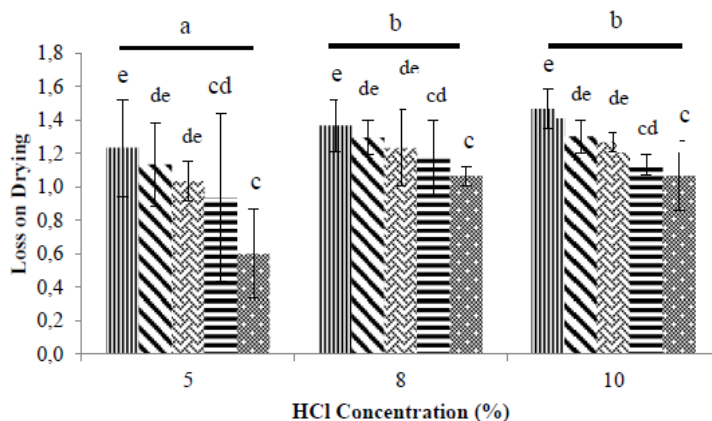 a b b
1,8
1,6
1,4
1,2
1,0
0,8
0,6
0,4
0,2
0,0
Loss on Drying
e de de cd c
e de de cd c
e de de cd c
5 8 10
HCl Concentration (%)